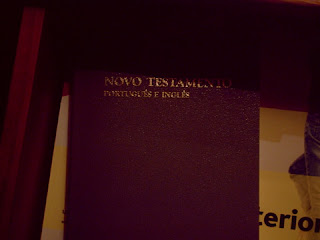 NOVO TESTAMENTO
PORTUGUÊS E INGLÊS
terior